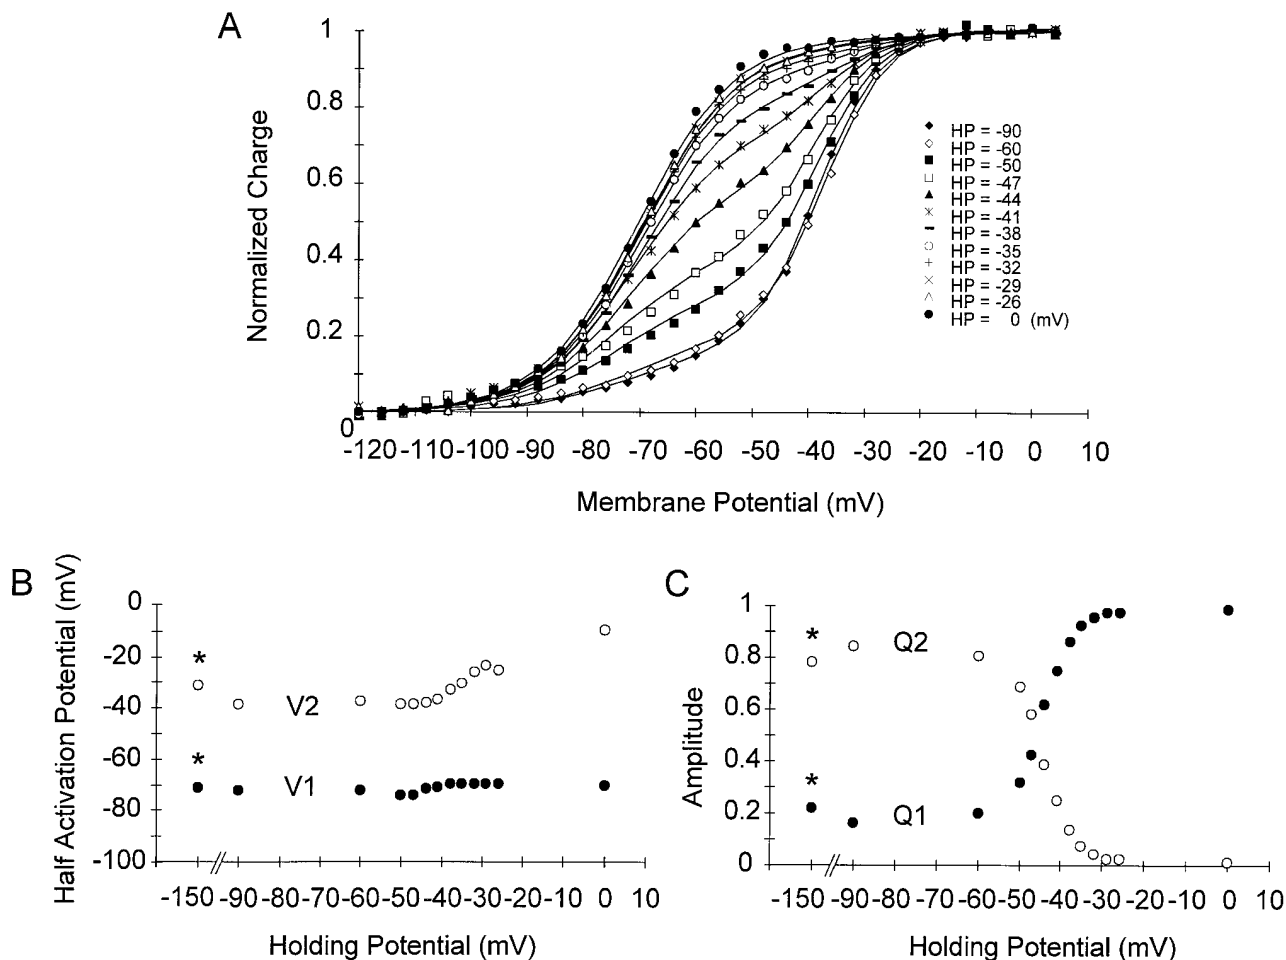 A
Normalized Charge
1
0.8
0.6
0.4
0.2
0
-120 -110 -100 -90 -80 -70 -60 -50 -40 -30 -20 -10 0 10
Membrane Potential (mV)
HP = -90
HP = -60
HP = -50
HP = -47
HP = -44
HP = -41
HP = -38
HP = -35
HP = -32
HP = -29
HP = -26
HP = 0 (mV)
B
Half Activation Potential (mV)
0
-20
-40
-60
-80
-100
*
*
V2
V1
-150 -90 -80 -70 -60 -50 -40 -30 -20 -10 0 10
Holding Potential (mV)
C
Amplitude
1
0.8
0.6
0.4
0.2
0
*
*
Q2
Q1
-150 -90 -80 -70 -60 -50 -40 -30 -20 -10 0 10
Holding Potential (mV)